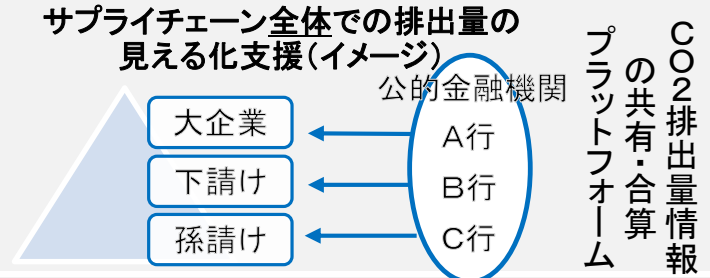 サプライチェーン全体での排出量の
見える化支援(イメージ)
公的金融機関
大企業
A行
下請け
B行
孫請け
C行
CO2排出量情報
の共有・合算
プラットフォーム